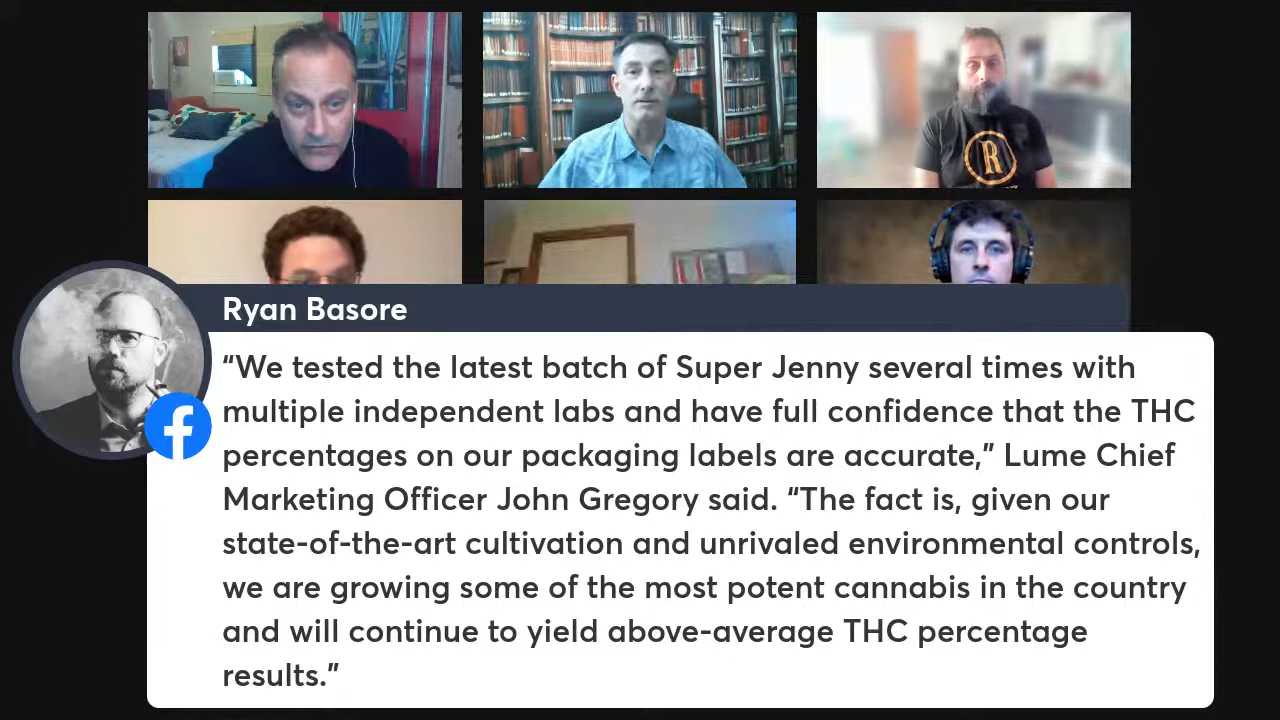 R
Ryan Basore
“We tested the latest batch of Super Jenny several times with
multiple independent labs and have full confidence that the THC
percentages on our packaging labels are accurate,” Lume Chief
Marketing Officer John Gregory said. “The fact is, given our
state-of-the-art cultivation and unrivaled environmental controls,
we are growing some of the most potent cannabis in the country
and will continue to yield above-average THC percentage
results.”